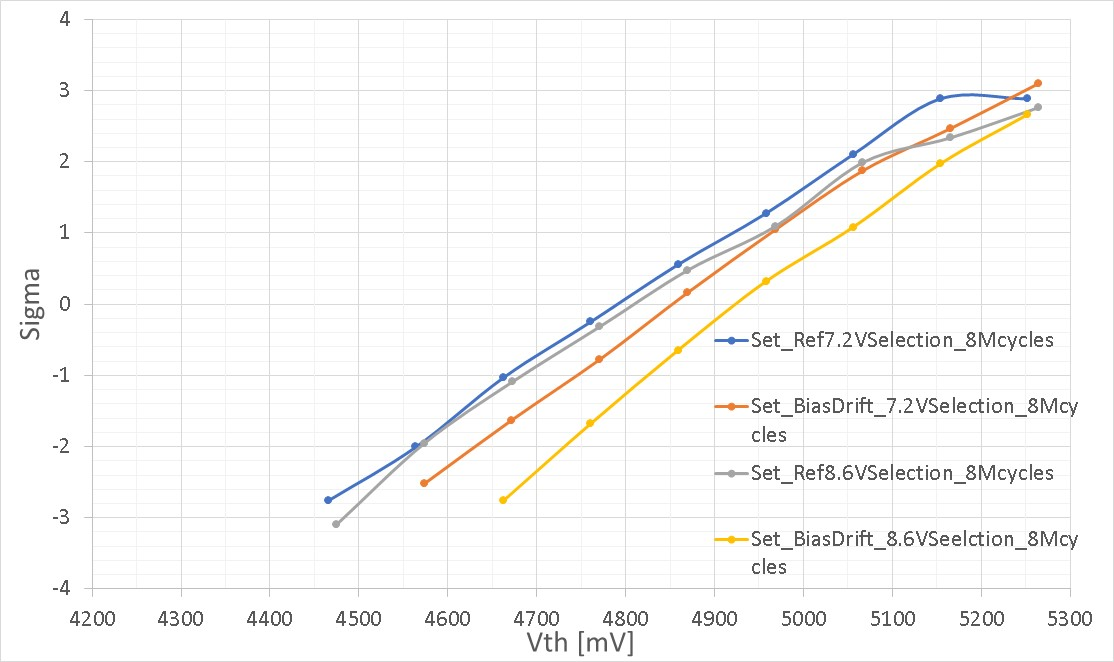 4
3
2
1
0
-1
-2
-3
-4
Sigma
4200 4300 4400 4500 4600 4700 4800 4900 5000 5100 5200 5300
Vth [mV]
Set_Ref7.2VSelection_8Mcycles
Set_BiasDrift_7.2VSelection_8Mcy
cles
Set_Ref8.6VSelection_8Mcycles
Set_BiasDrift_8.6VSeelction_8Mcy
cles